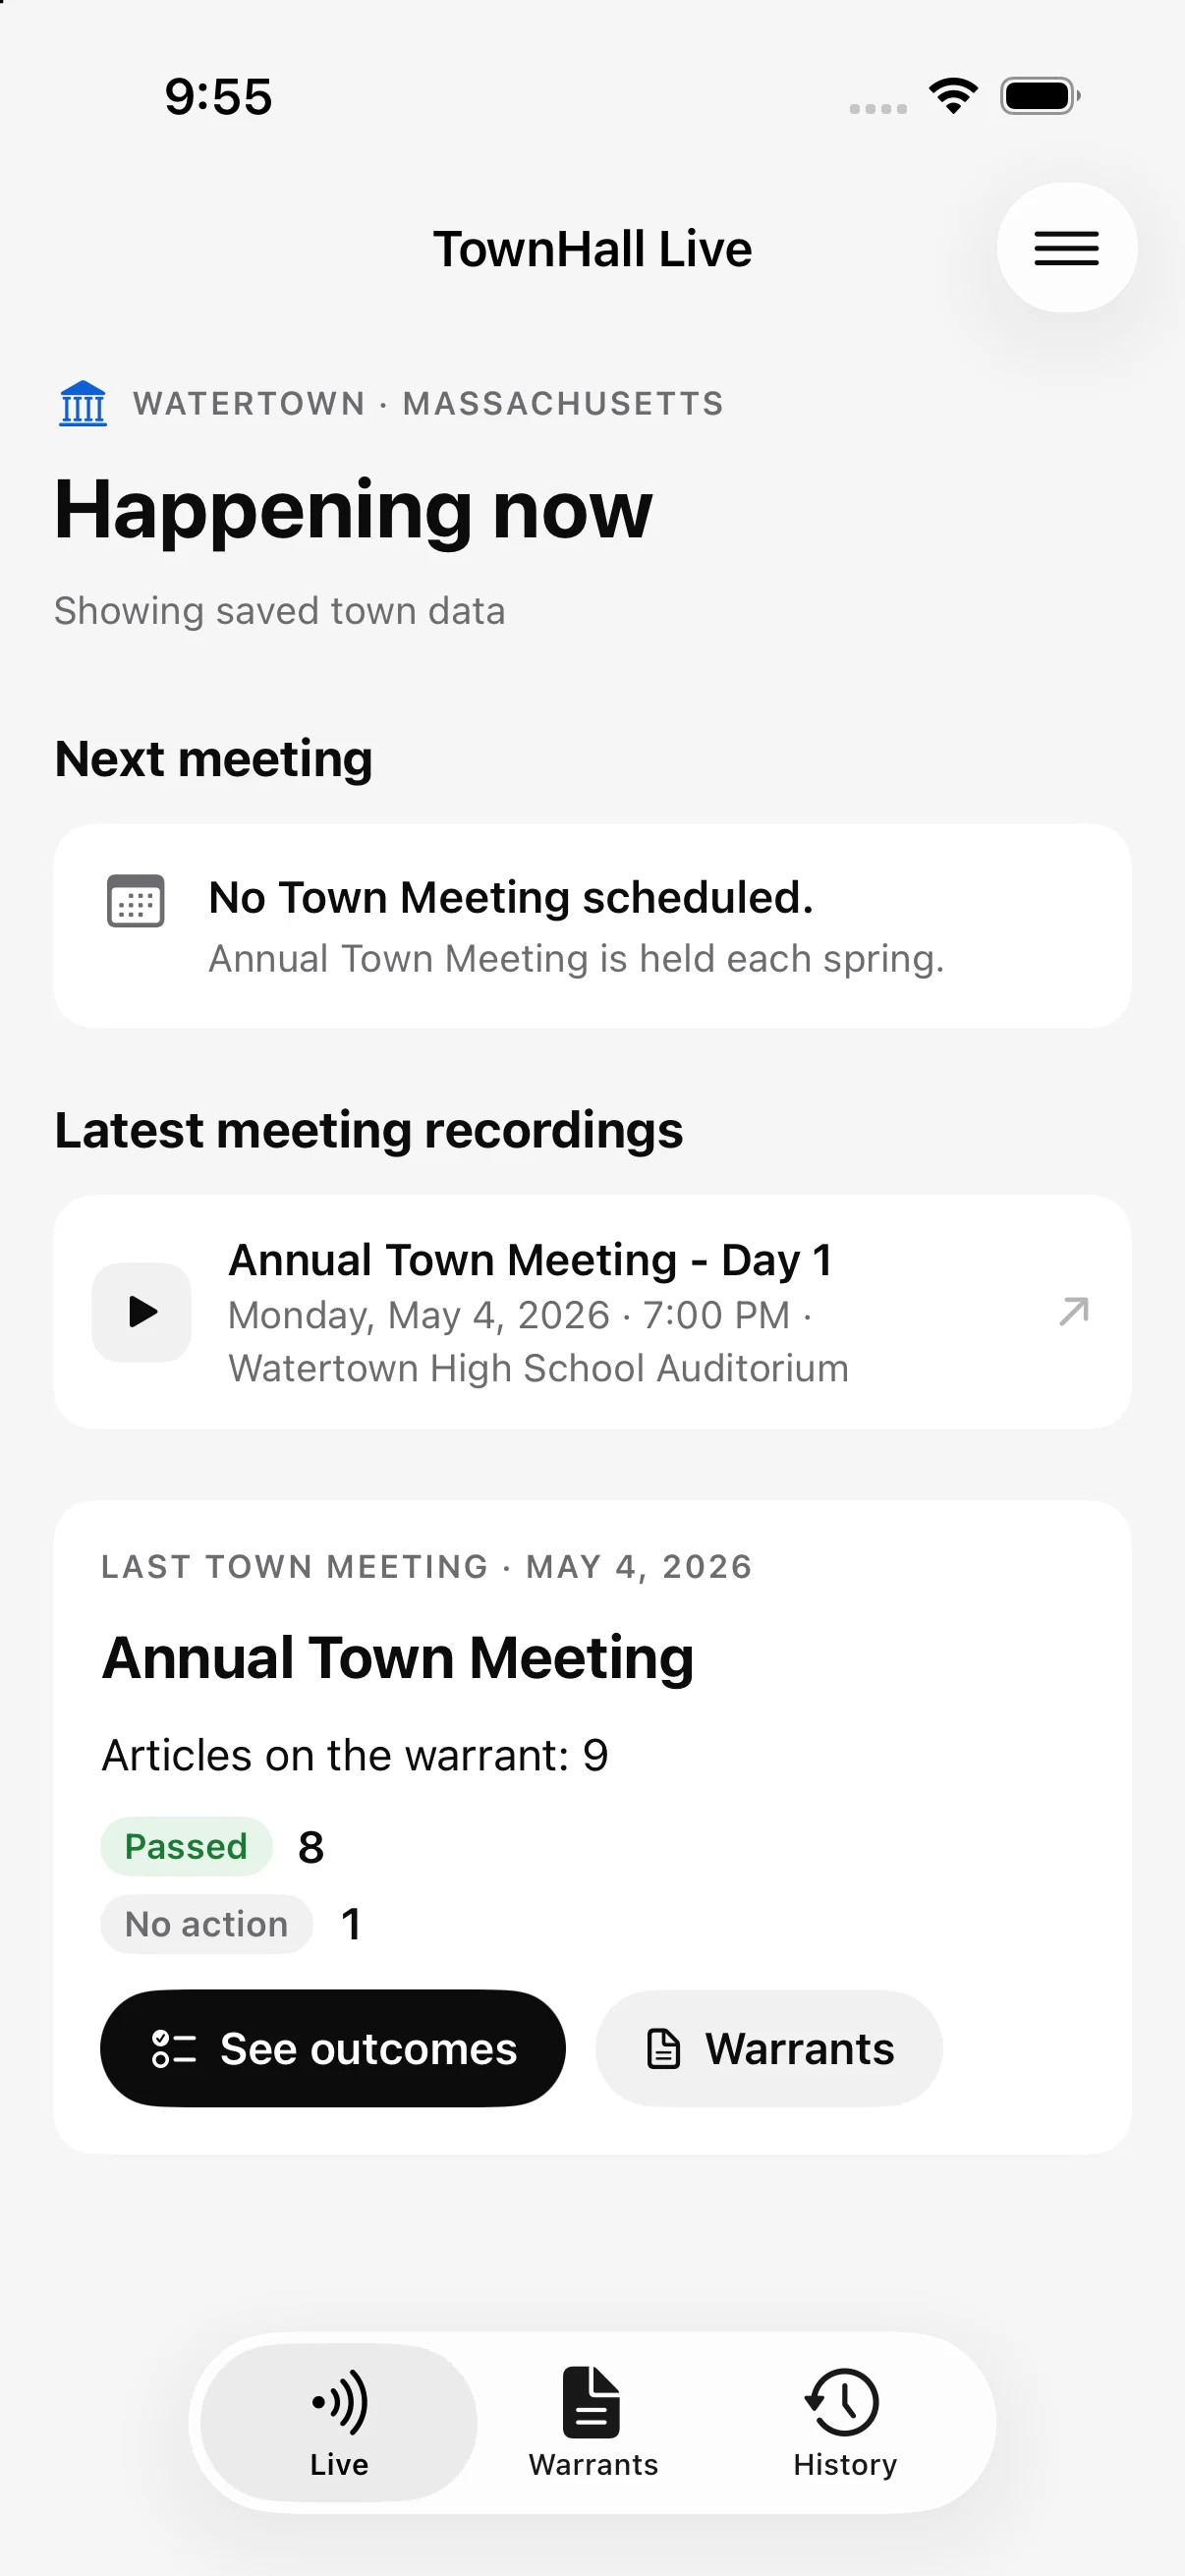 9:55
TownHall Live
WATERTOWN · MASSACHUSETTS
Happening now
Showing saved town data
Next meeting
No Town Meeting scheduled.
Annual Town Meeting is held each spring.
Latest meeting recordings
Annual Town Meeting - Day 1
Monday, May 4, 2026 · 7:00 PM ·
Watertown High School Auditorium
LAST TOWN MEETING · MAY 4, 2026
Annual Town Meeting
Articles on the warrant: 9
Passed 8
No action 1
See outcomes
Warrants
Live
Warrants
History